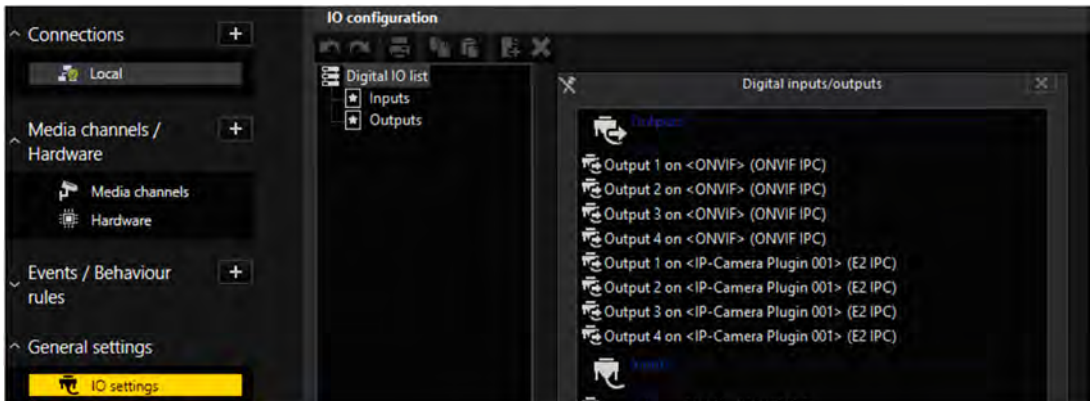 IO configuration
Connections
Local
Media channels /
Hardware
Media channels
Hardware
Events / Behaviour
rules
General settings
IO settings
Digital IO list
Inputs
Outputs
Digital inputs/outputs
Outputs
Output 1 on <ONVIF> (ONVIF IPC)
Output 2 on <ONVIF> (ONVIF IPC)
Output 3 on <ONVIF> (ONVIF IPC)
Output 4 on <ONVIF> (ONVIF IPC)
Output 1 on <IP-Camera Plugin 001> (E2 IPC)
Output 2 on <IP-Camera Plugin 001> (E2 IPC)
Output 3 on <IP-Camera Plugin 001> (E2 IPC)
Output 4 on <IP-Camera Plugin 001> (E2 IPC)
Inputs